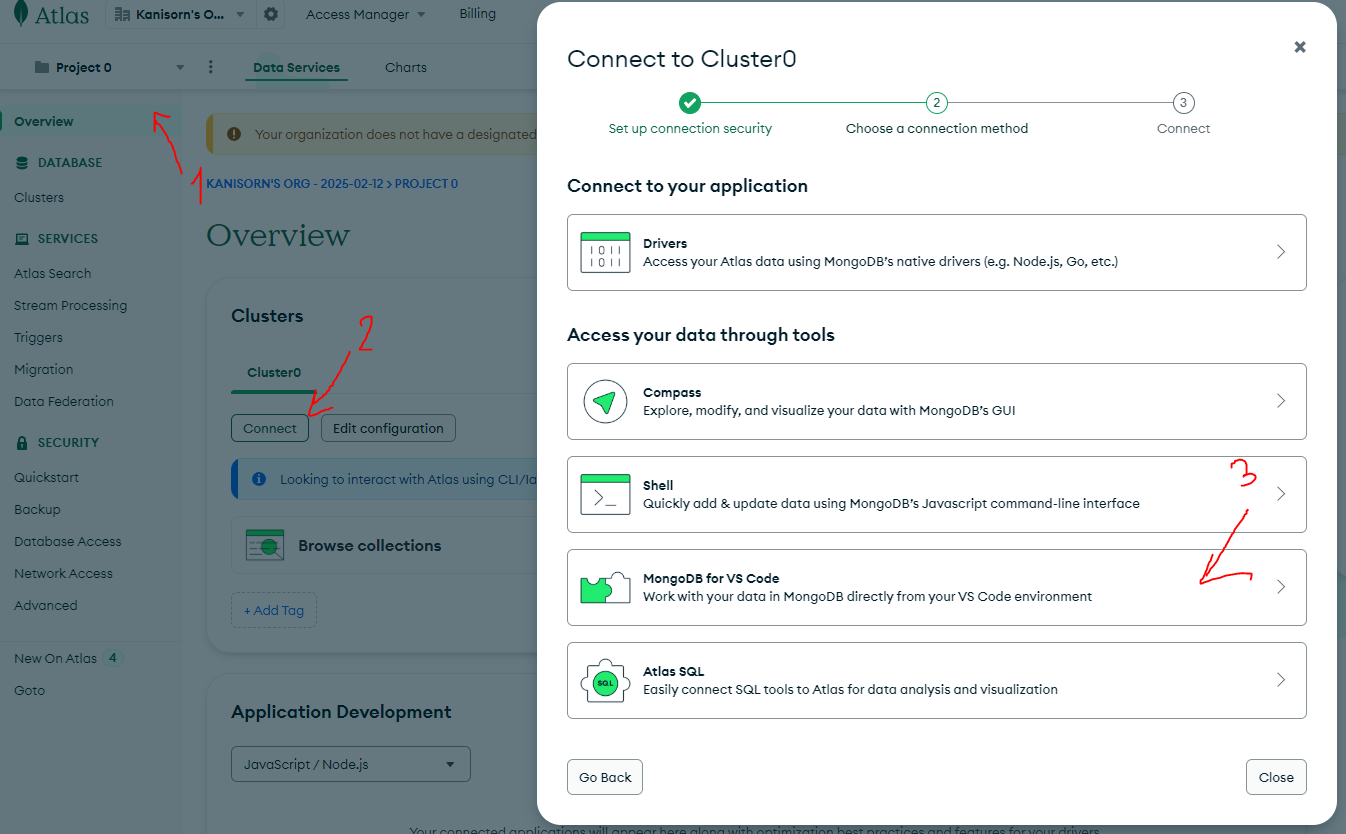 Atlas
Kanisorn's O...
Access Manager
Billing
Project 0
Data Services
Charts
Overview
DATABASE
Clusters
SERVICES
Atlas Search
Stream Processing
Triggers
Migration
Data Federation
SECURITY
Quickstart
Backup
Database Access
Network Access
Advanced
New On Atlas 4
Goto
1
Your organization does not have a designated
KANISORN'S ORG - 2025-02-12 > PROJECT 0
Overview
Clusters
2
Cluster0
Connect
Edit configuration
Looking to interact with Atlas using CLI/Ia
Browse collections
+ Add Tag
Application Development
JavaScript / Node.js
Your connected applications will appear here along with optimization best practices and features for your drivers
Connect to Cluster0
2
3
Set up connection security
Choose a connection method
Connect
Connect to your application
Drivers
Access your Atlas data using MongoDB's native drivers (e.g. Node.js, Go, etc.)
Access your data through tools
Compass
Explore, modify, and visualize your data with MongoDB's GUI
Shell
Quickly add & update data using MongoDB's Javascript command-line interface
3
MongoDB for VS Code
Work with your data in MongoDB directly from your VS Code environment
SQL
Atlas SQL
Easily connect SQL tools to Atlas for data analysis and visualization
Go Back
Close